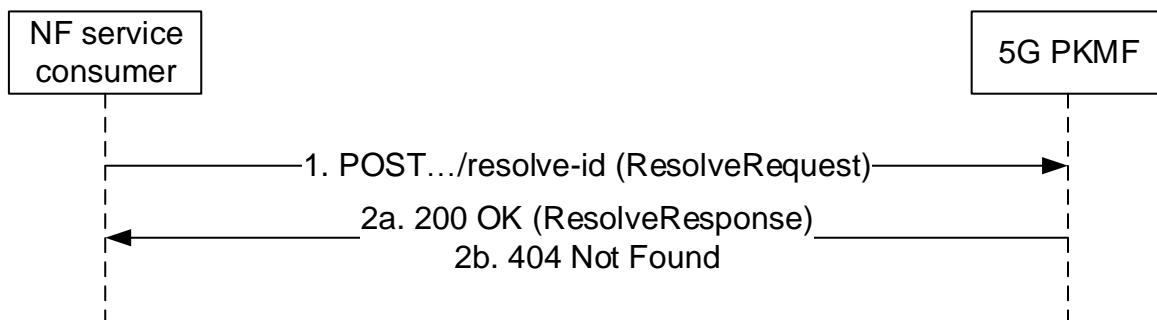 NF service
consumer
5G PKMF
1. POST…/resolve-id (ResolveRequest)
2a. 200 OK (ResolveResponse)
2b. 404 Not Found